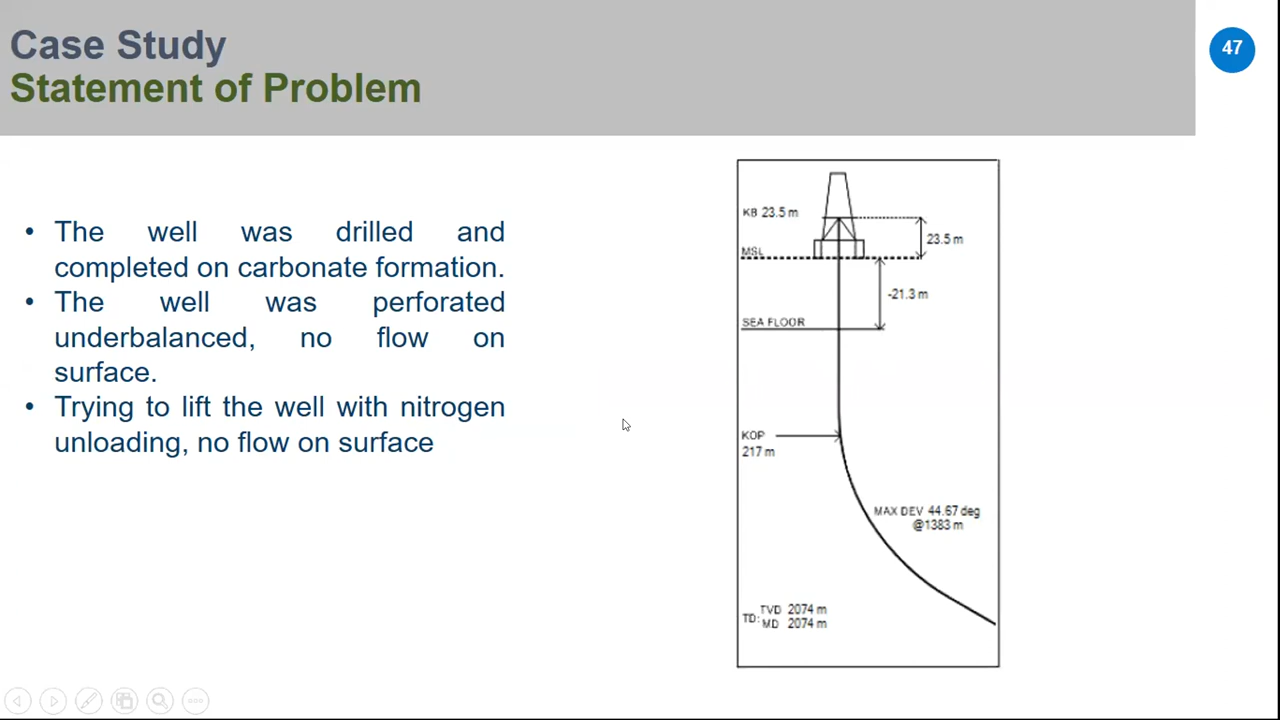 Case Study
Statement of Problem
47
• The well was drilled and
completed on carbonate formation.
• The well was perforated
underbalanced, no flow on
surface.
• Trying to lift the well with nitrogen
unloading, no flow on surface
KB 23.5 m
23.5 m
MSL
-21.3 m
SEA FLOOR
KOP
217 m
MAX DEV 44.67 deg
@1383 m
TD: TVD 2074 m
MD 2074 m